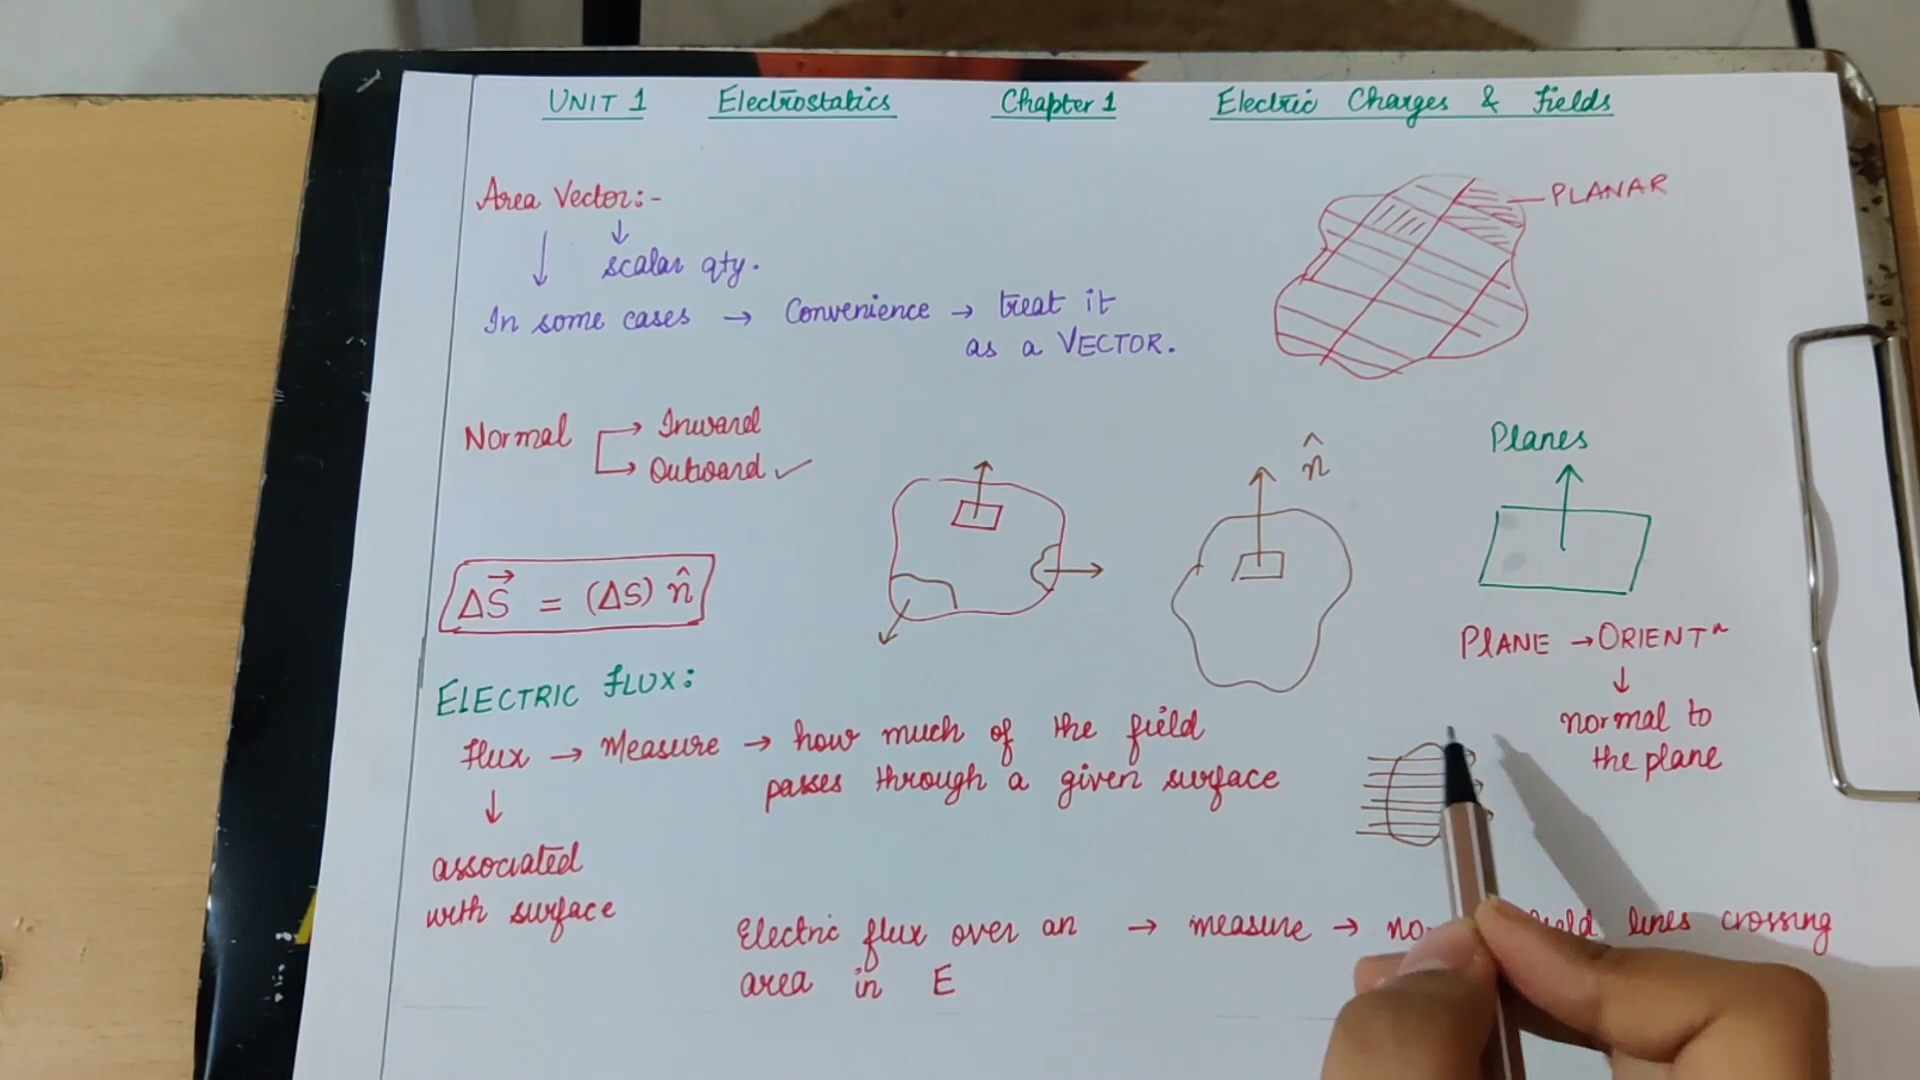 UNIT 1 Electrostatics Chapter 1 Electric Charges & Fields
Area Vector:-
↓ ↓
scalar qty.
In some cases → Convenience → treat it
as a VECTOR.
PLANAR
Normal → Inward
→ Outward ✓
n̂
Planes
ΔS⃗ = (ΔS) n̂
PLANE → ORIENTⁿ
↓
normal to
the plane
ELECTRIC FLUX:
flux → Measure → how much of the field
passes through a given surface
↓
associated
with surface
Electric flux over an → measure → no. lines crossing
area in E